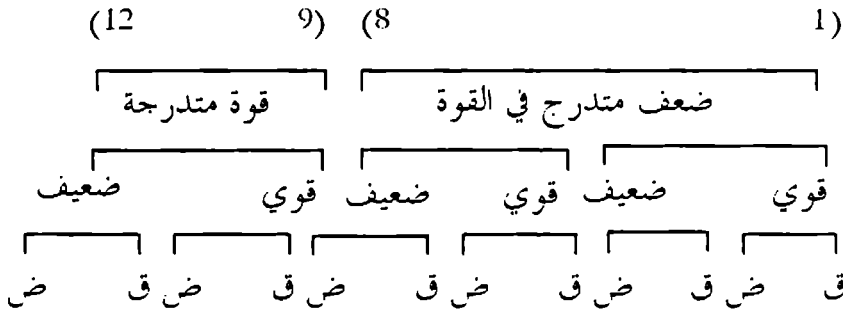 (1 8) (9 12)
ضعف متدرج في القوة قوة متدرجة
قوي ضعيف قوي ضعيف قوي ضعيف
ق ض ق ض ق ض ق ض ق ض ق ض